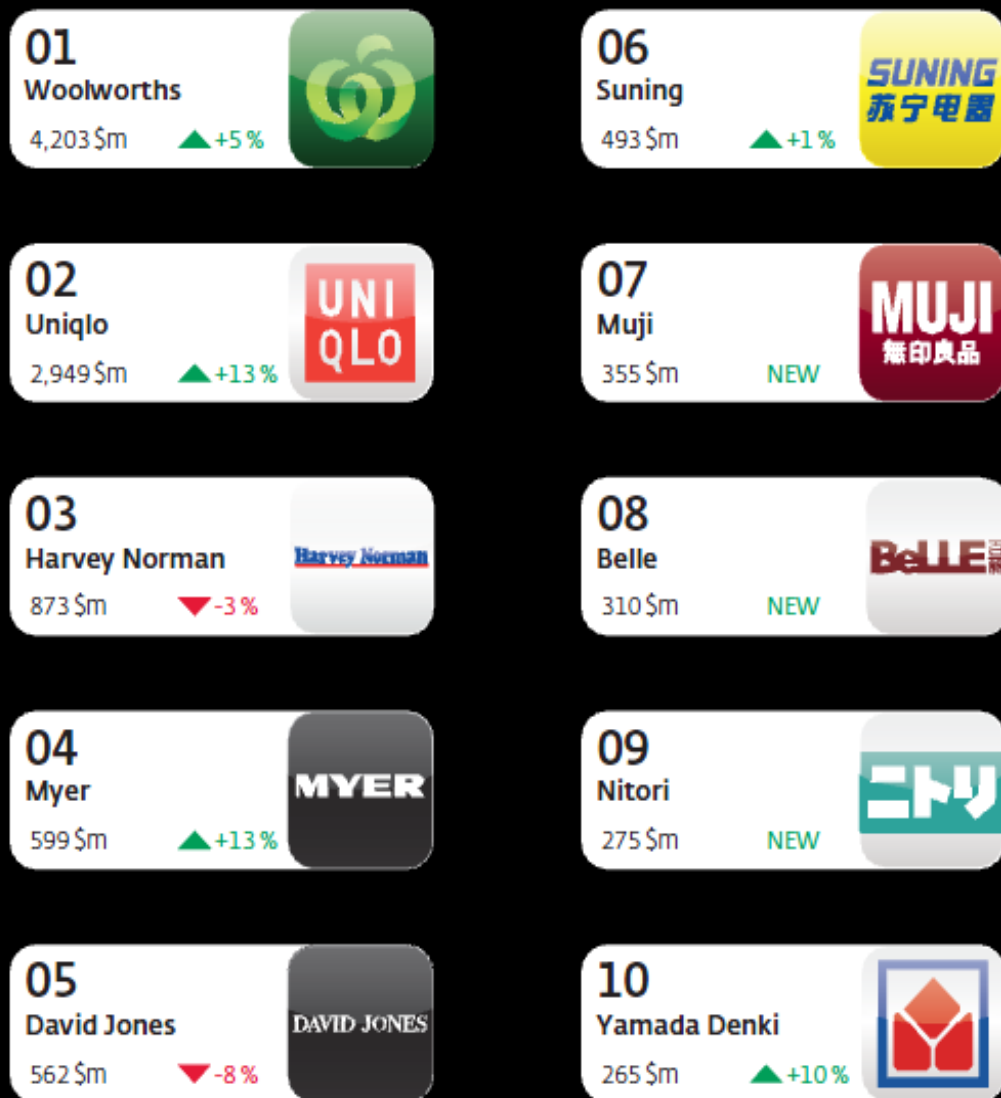 01
Woolworths
4,203 $m +5 %
02
Uniqlo
2,949 $m +13 %
UNI
QLO
03
Harvey Norman
873 $m -3 %
Harvey Norman
04
Myer
599 $m +13 %
MYER
05
David Jones
562 $m -8 %
DAVID JONES
06
Suning
493 $m +1 %
SUNING
苏宁电器
07
Muji
355 $m NEW
MUJI
無印良品
08
Belle
310 $m NEW
BeLLE
09
Nitori
275 $m NEW
ニトリ
10
Yamada Denki
265 $m +10 %